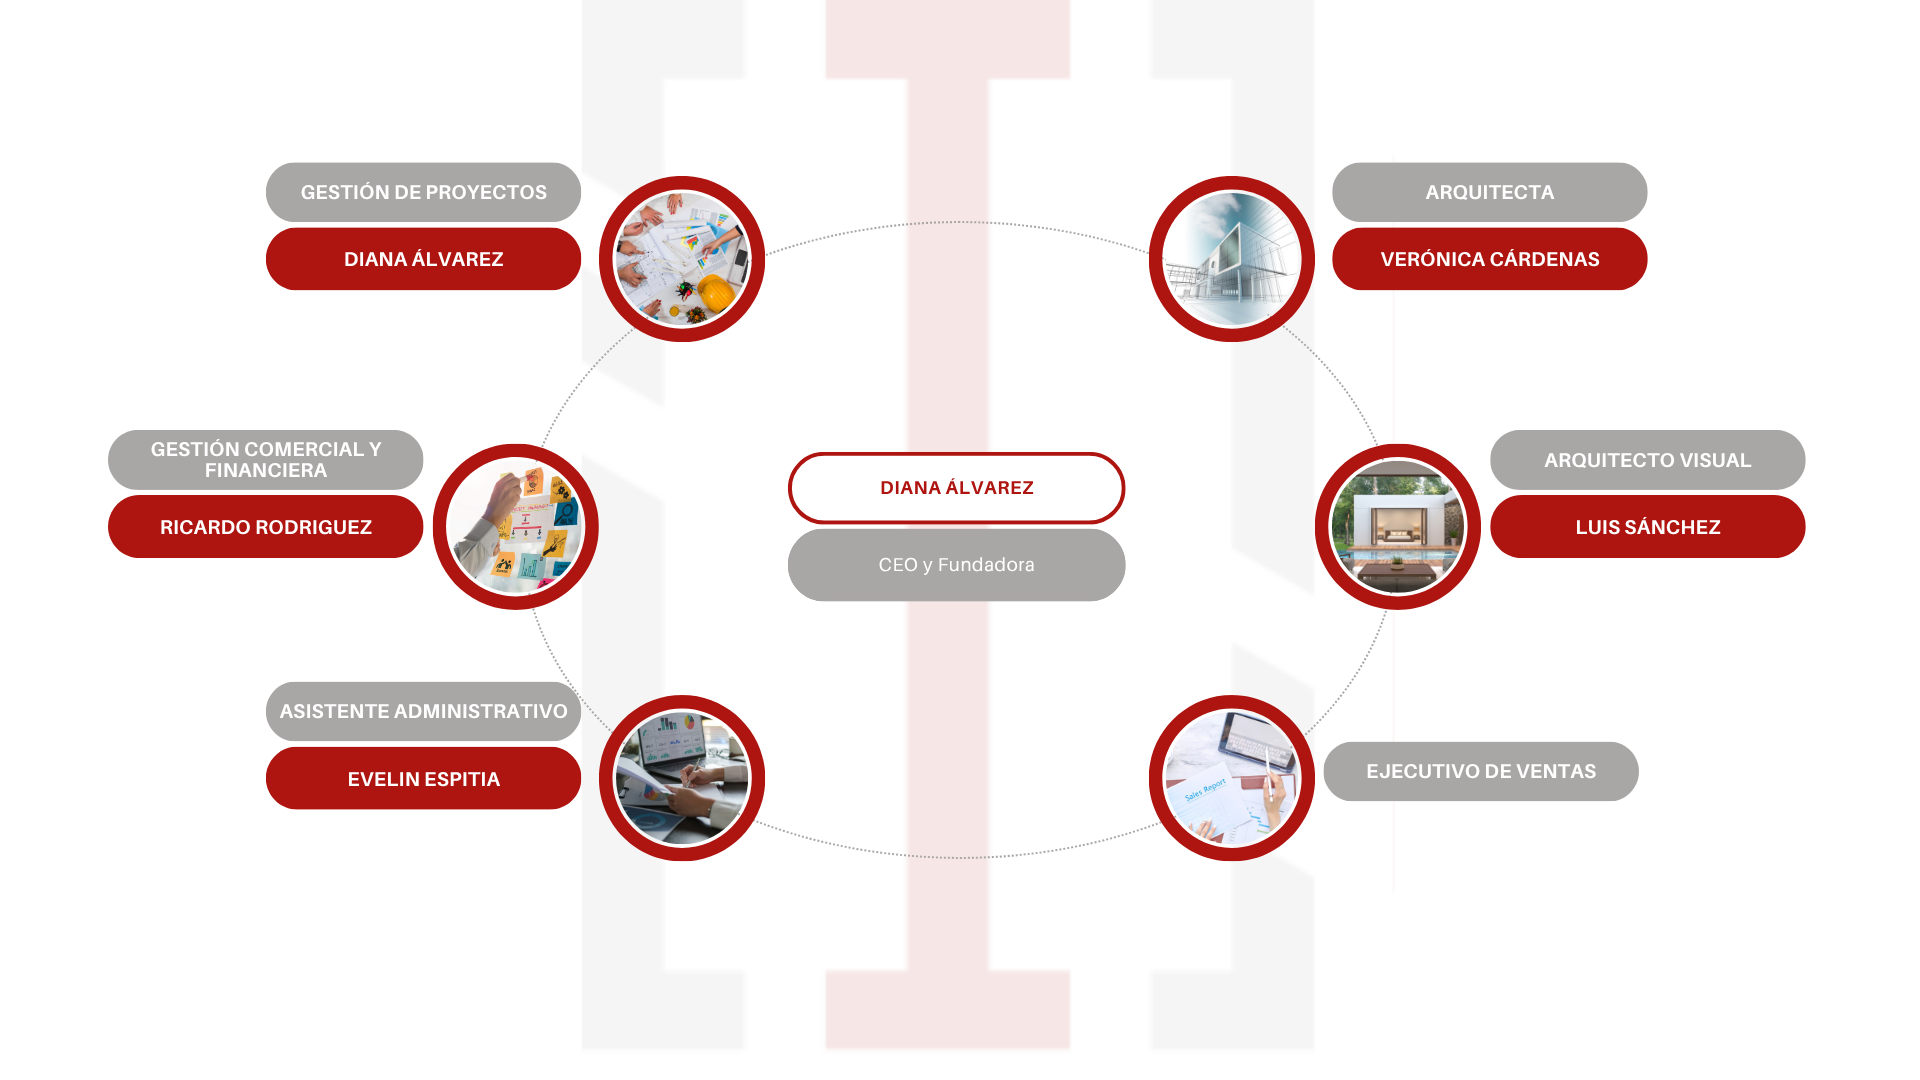 GESTIÓN DE PROYECTOS
DIANA ÁLVAREZ
ARQUITECTA
VERÓNICA CÁRDENAS
GESTIÓN COMERCIAL Y
FINANCIERA
RICARDO RODRIGUEZ
DIANA ÁLVAREZ
CEO y Fundadora
ARQUITECTO VISUAL
LUIS SÁNCHEZ
ASISTENTE ADMINISTRATIVO
EVELIN ESPITIA
EJECUTIVO DE VENTAS
Sales Report